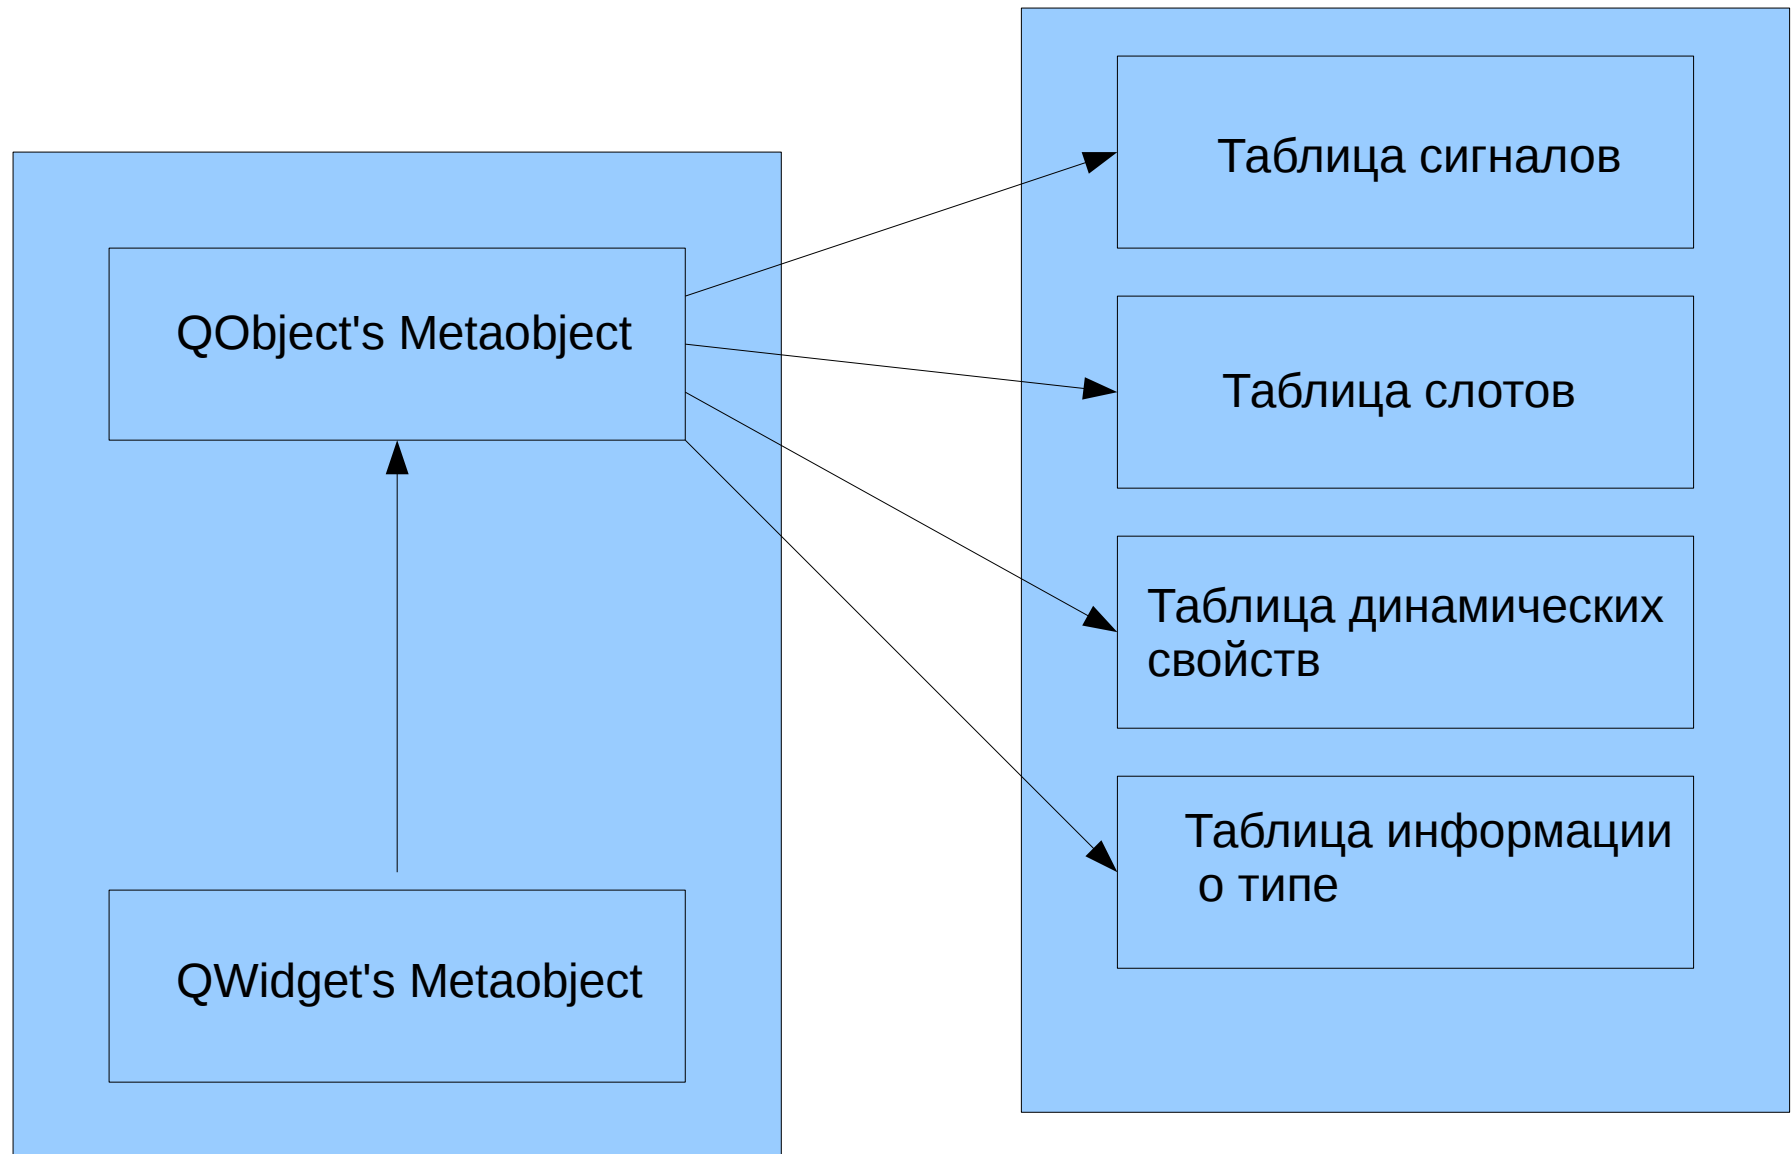 QObject's Metaobject
QWidget's Metaobject
Таблица сигналов
Таблица слотов
Таблица динамических
свойств
Таблица информации
о типе